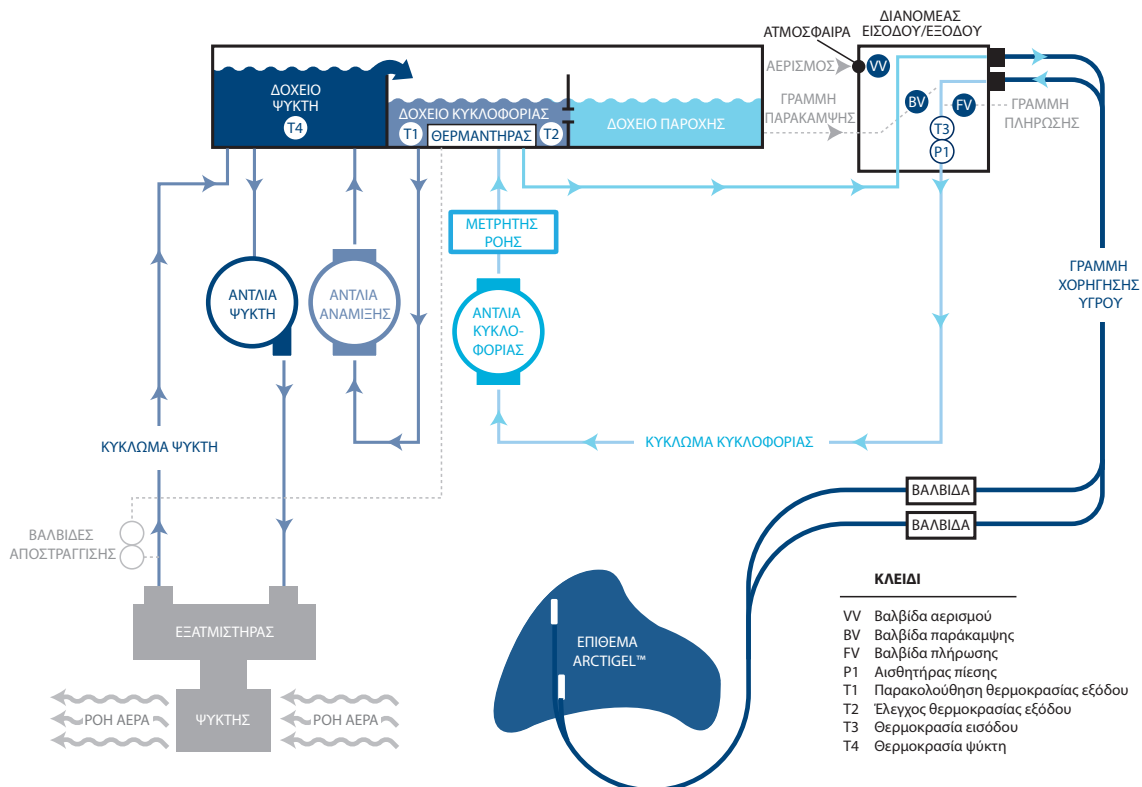 ΑΤΜΟΣΦΑΙΡΑ
ΔΙΑΝΟΜΕΑΣ
ΕΙΣΟΔΟΥ/ΕΞΟΔΟΥ
ΑΕΡΙΣΜΟΣ
VV
ΔΟΧΕΙΟ
ΨΥΚΤΗ
T4
ΔΟΧΕΙΟ ΚΥΚΛΟΦΟΡΙΑΣ
T1
ΘΕΡΜΑΝΤΗΡΑΣ
T2
ΔΟΧΕΙΟ ΠΑΡΟΧΗΣ
ΓΡΑΜΜΗ
ΠΑΡΑΚΑΜΨΗΣ
BV
FV
ΓΡΑΜΜΗ
ΠΛΗΡΩΣΗΣ
T3
P1
ΜΕΤΡΗΤΗΣ
ΡΟΗΣ
ΑΝΤΛΙΑ
ΨΥΚΤΗ
ΑΝΤΛΙΑ
ΑΝΑΜΙΞΗΣ
ΑΝΤΛΙΑ
ΚΥΚΛΟ-
ΦΟΡΙΑΣ
ΓΡΑΜΜΗ
ΧΟΡΗΓΗΣΗΣ
ΥΓΡΟΥ
ΚΥΚΛΩΜΑ ΨΥΚΤΗ
ΚΥΚΛΩΜΑ ΚΥΚΛΟΦΟΡΙΑΣ
ΒΑΛΒΙΔΑ
ΒΑΛΒΙΔΑ
ΒΑΛΒΙΔΕΣ
ΑΠΟΣΤΡΑΓΓΙΣΗΣ
ΕΞΑΤΜΙΣΤΗΡΑΣ
ΡΟΗ ΑΕΡΑ
ΨΥΚΤΗΣ
ΡΟΗ ΑΕΡΑ
ΕΠΙΘΕΜΑ
ARCTIGEL™
ΚΛΕΙΔΙ
VV Βαλβίδα αερισμού
BV Βαλβίδα παράκαμψης
FV Βαλβίδα πλήρωσης
P1 Αισθητήρας πίεσης
T1 Παρακολούθηση θερμοκρασίας εξόδου
T2 Έλεγχος θερμοκρασίας εξόδου
T3 Θερμοκρασία εισόδου
T4 Θερμοκρασία ψύκτη